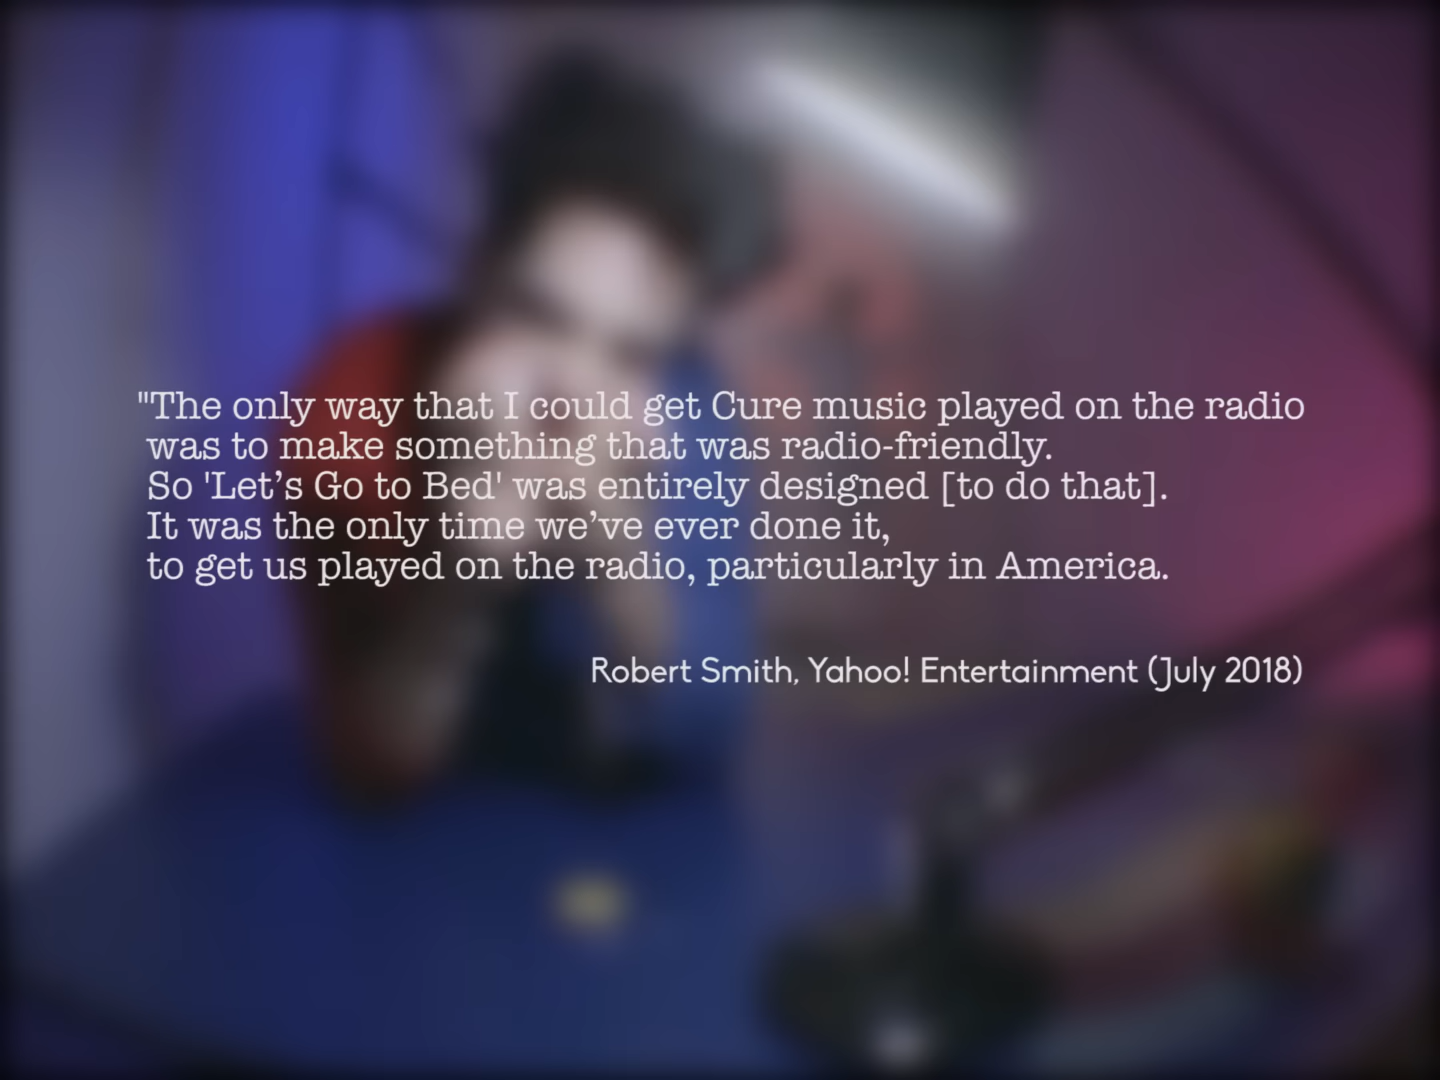 "The only way that I could get Cure music played on the radio
was to make something that was radio-friendly.
So 'Let’s Go to Bed' was entirely designed [to do that].
It was the only time we’ve ever done it,
to get us played on the radio, particularly in America.
Robert Smith, Yahoo! Entertainment (July 2018)